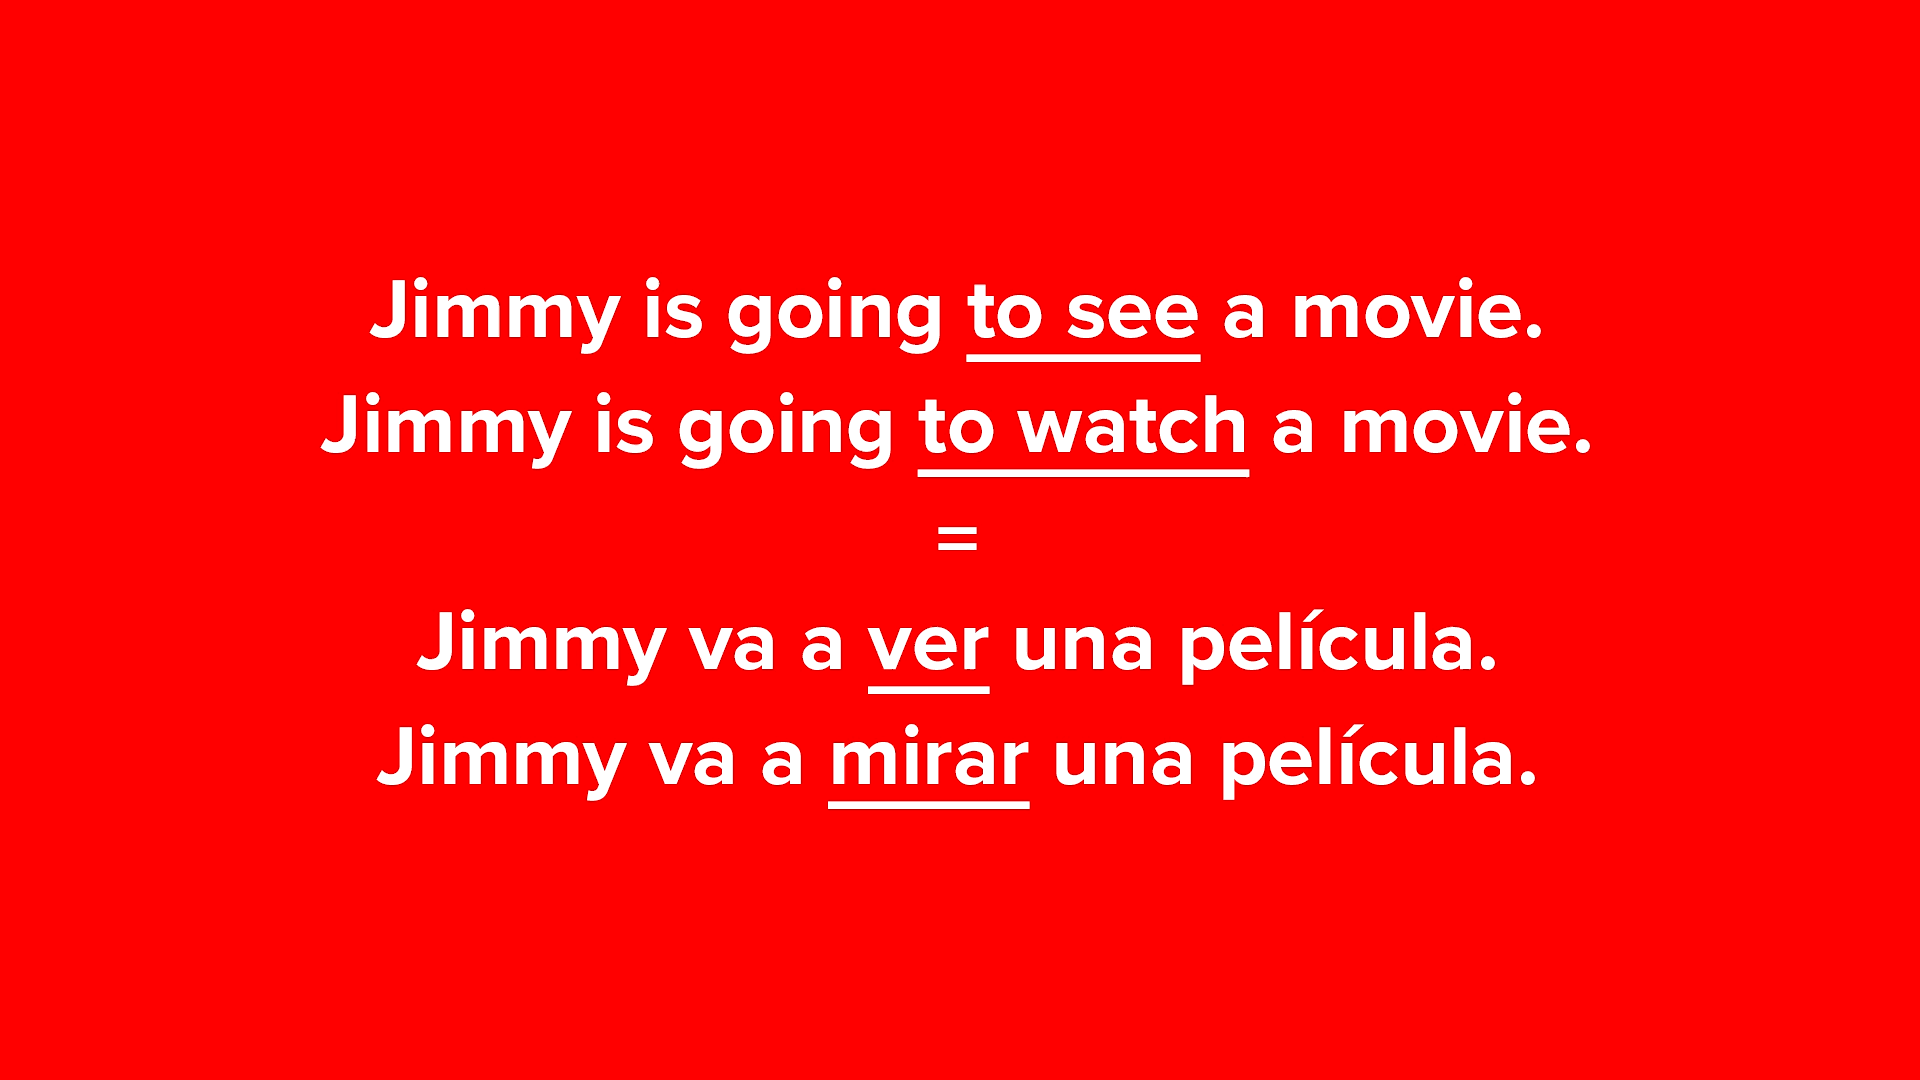 Jimmy is going to see a movie.
Jimmy is going to watch a movie.
=
Jimmy va a ver una película.
Jimmy va a mirar una película.